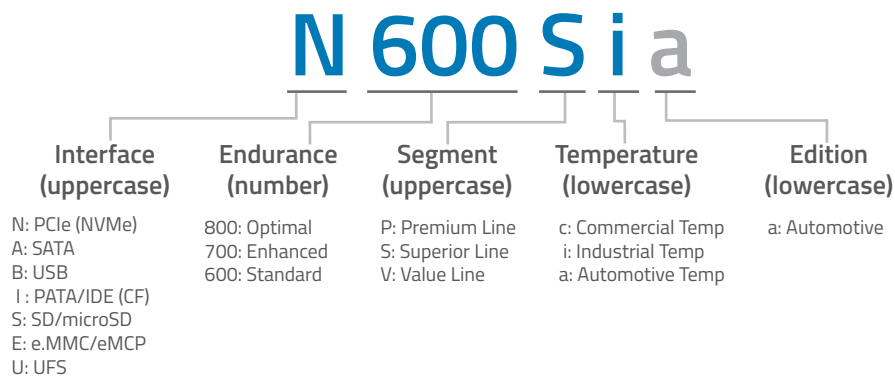 N 600 S i a
Interface
(uppercase)
N: PCIe (NVMe)
A: SATA
B: USB
I : PATA/IDE (CF)
S: SD/microSD
E: e.MMC/eMCP
U: UFS
Endurance
(number)
800: Optimal
700: Enhanced
600: Standard
Segment
(uppercase)
P: Premium Line
S: Superior Line
V: Value Line
Temperature
(lowercase)
c: Commercial Temp
i: Industrial Temp
a: Automotive Temp
Edition
(lowercase)
a: Automotive